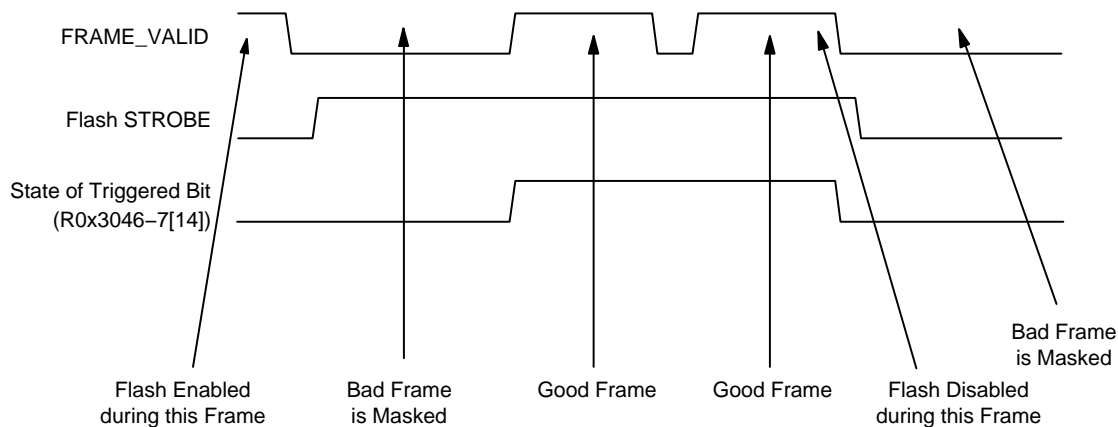 FRAME_VALID
Flash STROBE
State of Triggered Bit
(R0x3046−7[14])
Flash Enabled
during this Frame
Bad Frame
is Masked
Good Frame
Good Frame
Flash Disabled
during this Frame
Bad Frame
is Masked